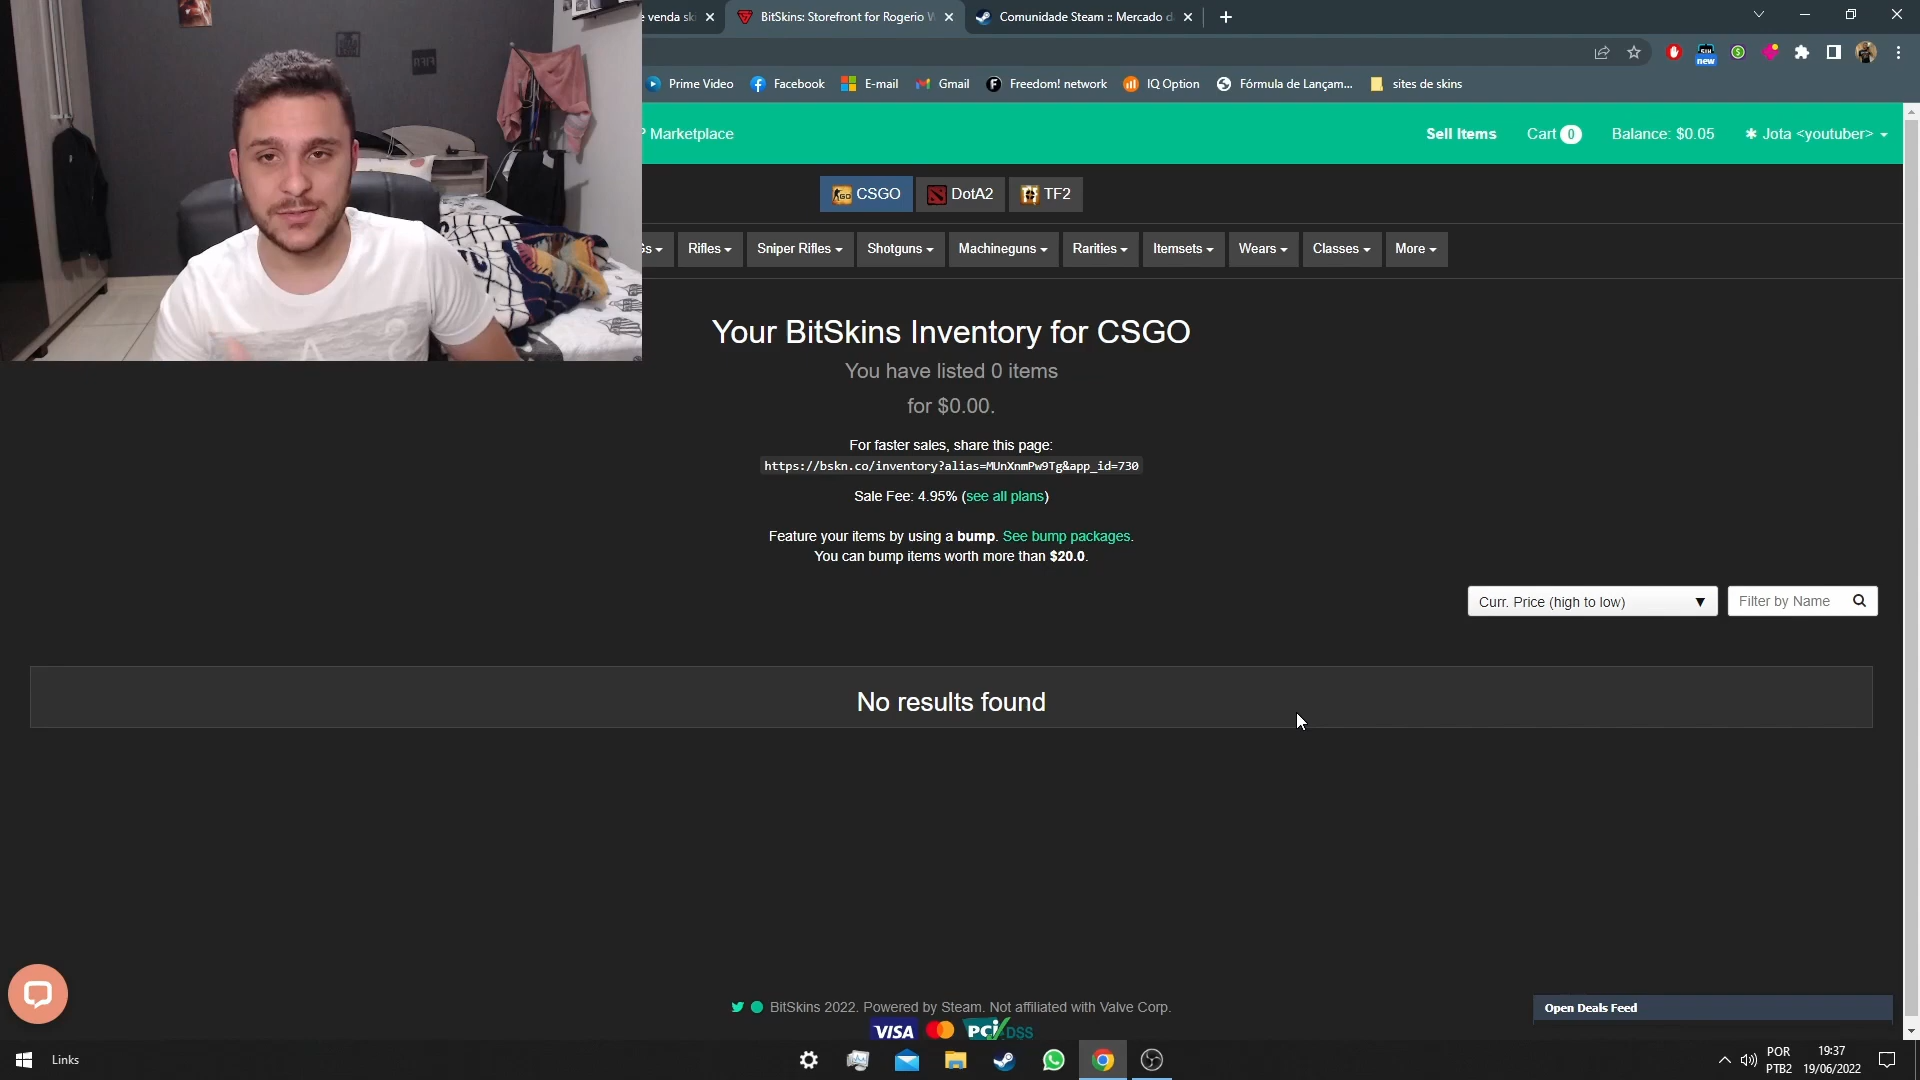 e venda sk
BitSkins: Storefront for Rogerio W
Comunidade Steam :: Mercado d
new
Prime Video
Facebook
E-mail
Gmail
Freedom! network
IQ Option
Fórmula de Lançam...
sites de skins
P Marketplace
Sell Items
Cart 0
Balance: $0.05
✱ Jota <youtuber>
CSGO
DotA2
TF2
Gs
Rifles
Sniper Rifles
Shotguns
Machineguns
Rarities
Itemsets
Wears
Classes
More
Your BitSkins Inventory for CSGO
You have listed 0 items
for $0.00.
For faster sales, share this page:
https://bskn.co/inventory?alias=MUnXnmPw9Tg&app_id=730
Sale Fee: 4.95% (see all plans)
Feature your items by using a bump. See bump packages.
You can bump items worth more than $20.0.
Curr. Price (high to low)
Filter by Name
No results found
BitSkins 2022. Powered by Steam. Not affiliated with Valve Corp.
VISA
PCI DSS
Open Deals Feed
Links
POR
PTB2
19:37
19/06/2022